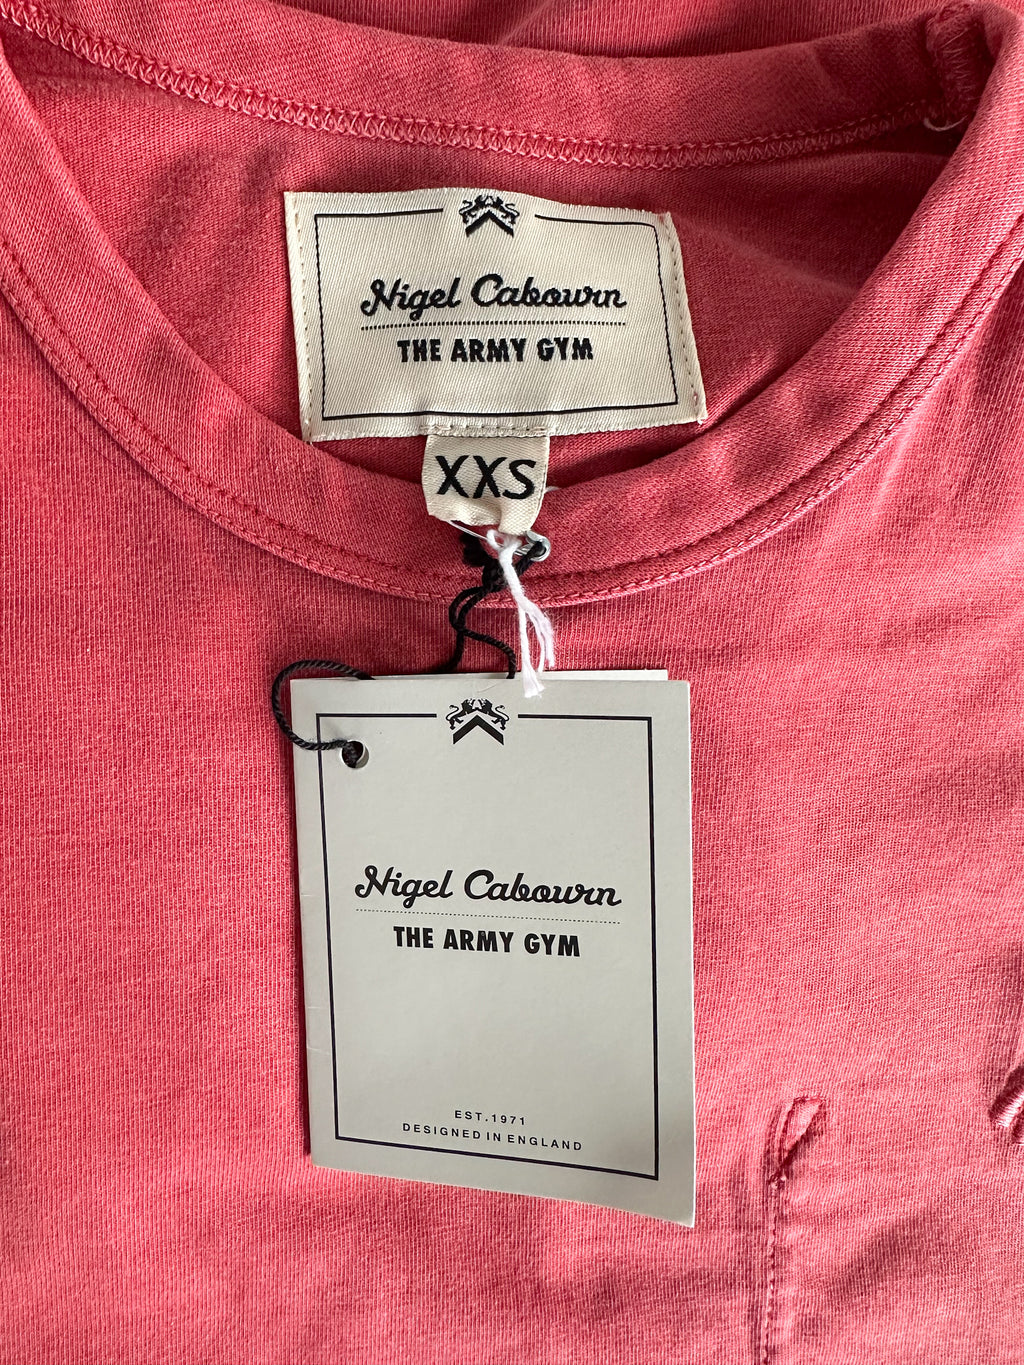 Nigel Cabourn
THE ARMY GYM
XXS
Nigel Cabourn
THE ARMY GYM
EST.1971
DESIGNED IN ENGLAND